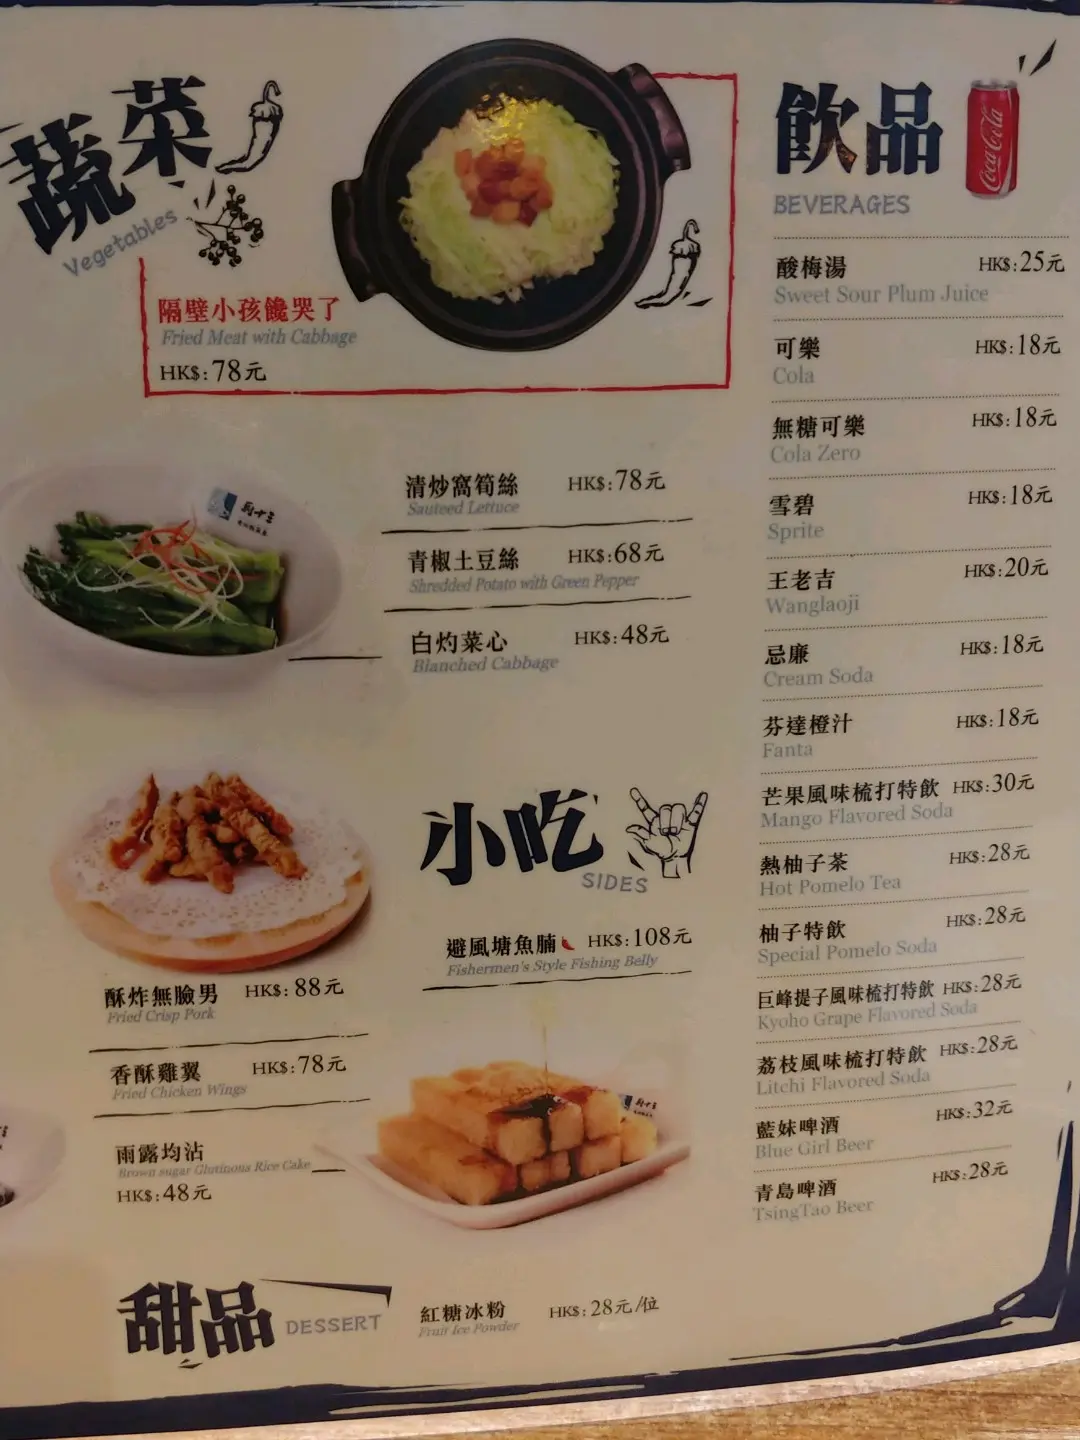 蔬菜
Vegetables
隔壁小孩饞哭了
Fried Meat with Cabbage
HK$:78元
清炒窩筍絲 HK$:78元
Sauteed Lettuce
青椒土豆絲 HK$:68元
Shredded Potato with Green Pepper
白灼菜心 HK$:48元
Blanched Cabbage
酥炸無臉男 HK$:88元
Fried Crisp Pork
香酥雞翼 HK$:78元
Fried Chicken Wings
雨露均沾
Brown sugar Glutinous Rice Cake
HK$:48元
小吃
SIDES
避風塘魚腩 HK$:108元
Fishermen's Style Fishing Belly
甜品 DESSERT
紅糖冰粉 HK$:28元/位
Fruit Ice Powder
飲品
Coca-Cola
BEVERAGES
酸梅湯 HK$:25元
Sweet Sour Plum Juice
可樂 HK$:18元
Cola
無糖可樂 HK$:18元
Cola Zero
雪碧 HK$:18元
Sprite
王老吉 HK$:20元
Wanglaoji
忌廉 HK$:18元
Cream Soda
芬達橙汁 HK$:18元
Fanta
芒果風味梳打特飲 HK$:30元
Mango Flavored Soda
熱柚子茶 HK$:28元
Hot Pomelo Tea
柚子特飲 HK$:28元
Special Pomelo Soda
巨峰提子風味梳打特飲 HK$:28元
Kyoho Grape Flavored Soda
荔枝風味梳打特飲 HK$:28元
Litchi Flavored Soda
藍妹啤酒 HK$:32元
Blue Girl Beer
青島啤酒 HK$:28元
TsingTao Beer